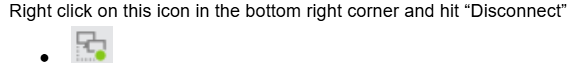 Right click on this icon in the bottom right corner and hit “Disconnect”